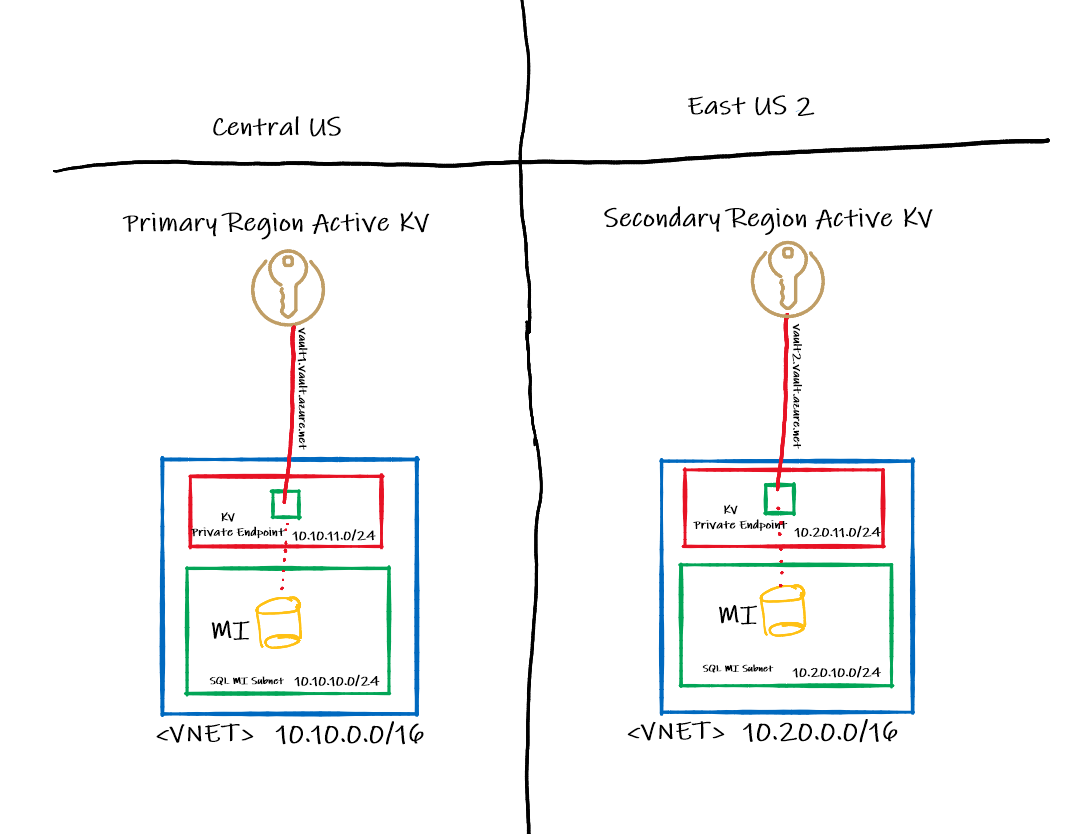 Central US
East US 2
Primary Region Active KV
vault1.vault.azure.net
KV
Private Endpoint 10.10.11.0/24
MI
SQL MI Subnet 10.10.10.0/24
<VNET> 10.10.0.0/16
Secondary Region Active KV
vault2.vault.azure.net
KV
Private Endpoint 10.20.11.0/24
MI
SQL MI Subnet 10.20.10.0/24
<VNET> 10.20.0.0/16